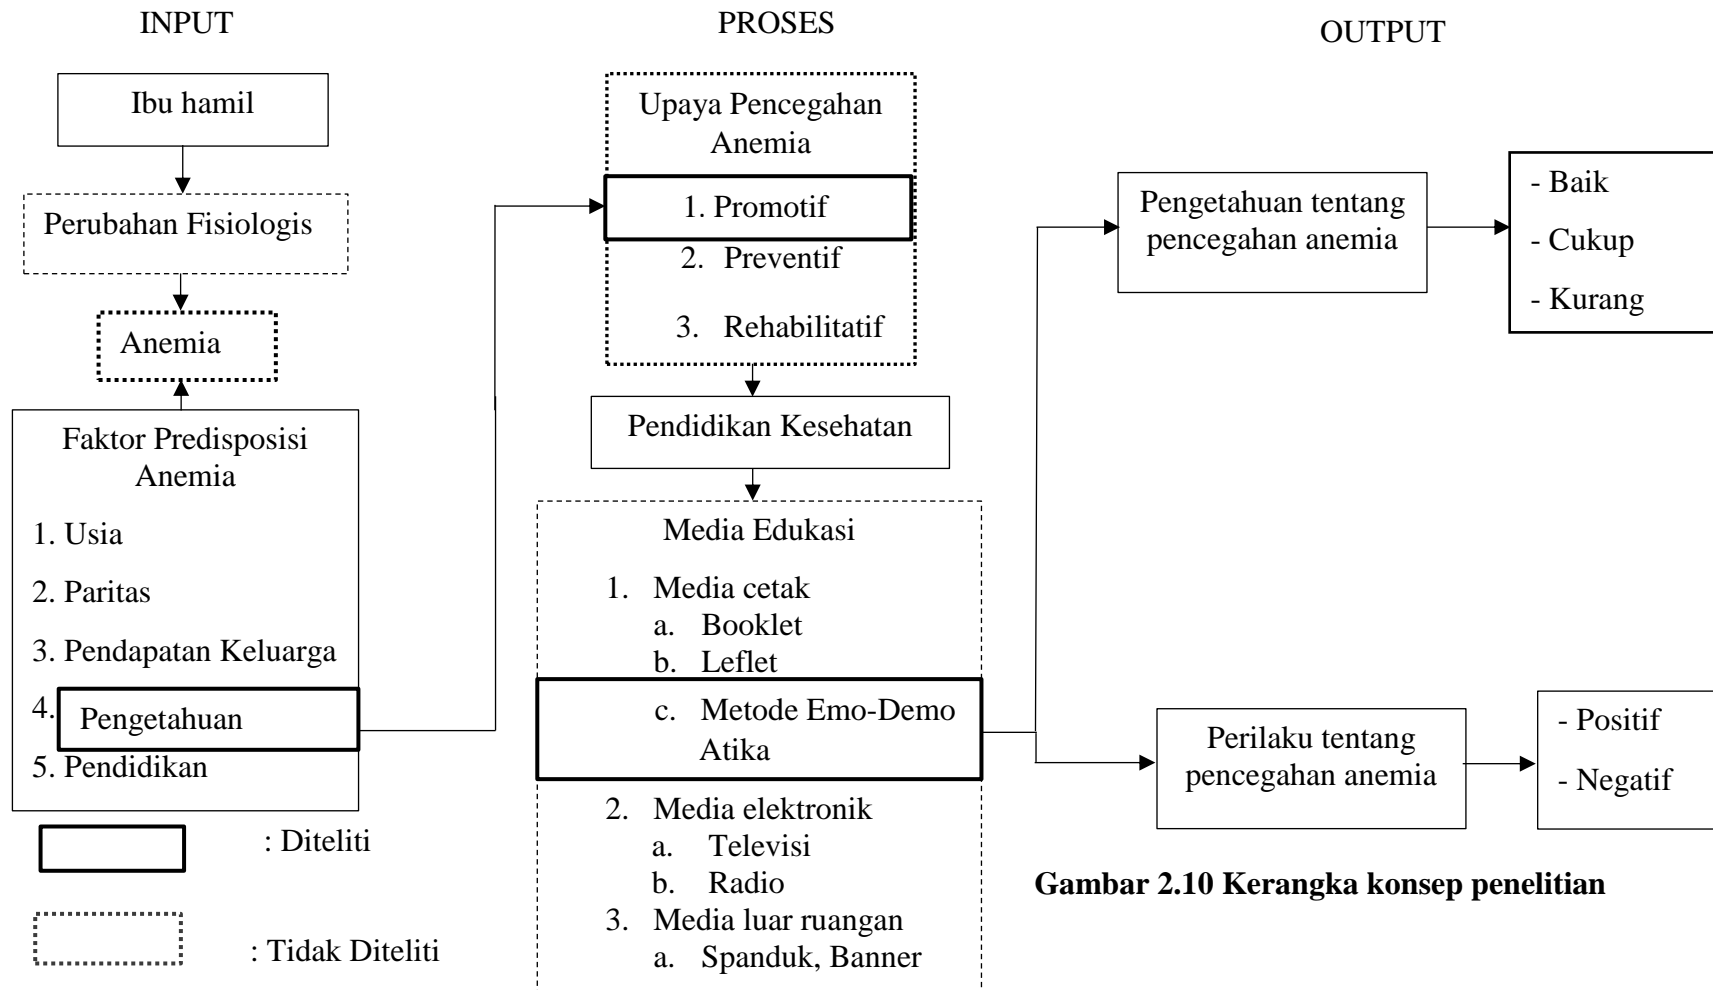 INPUT
Ibu hamil
Perubahan Fisiologis
Anemia
Faktor Predisposisi
Anemia
1. Usia
2. Paritas
3. Pendapatan Keluarga
4. Pengetahuan
5. Pendidikan
: Diteliti
: Tidak Diteliti
PROSES
Upaya Pencegahan
Anemia
1. Promotif
2. Preventif
3. Rehabilitatif
Pendidikan Kesehatan
Media Edukasi
1. Media cetak
a. Booklet
b. Leflet
c. Metode Emo-Demo
Atika
2. Media elektronik
a. Televisi
b. Radio
3. Media luar ruangan
a. Spanduk, Banner
OUTPUT
Pengetahuan tentang
pencegahan anemia
- Baik
- Cukup
- Kurang
Perilaku tentang
pencegahan anemia
- Positif
- Negatif
Gambar 2.10 Kerangka konsep penelitian